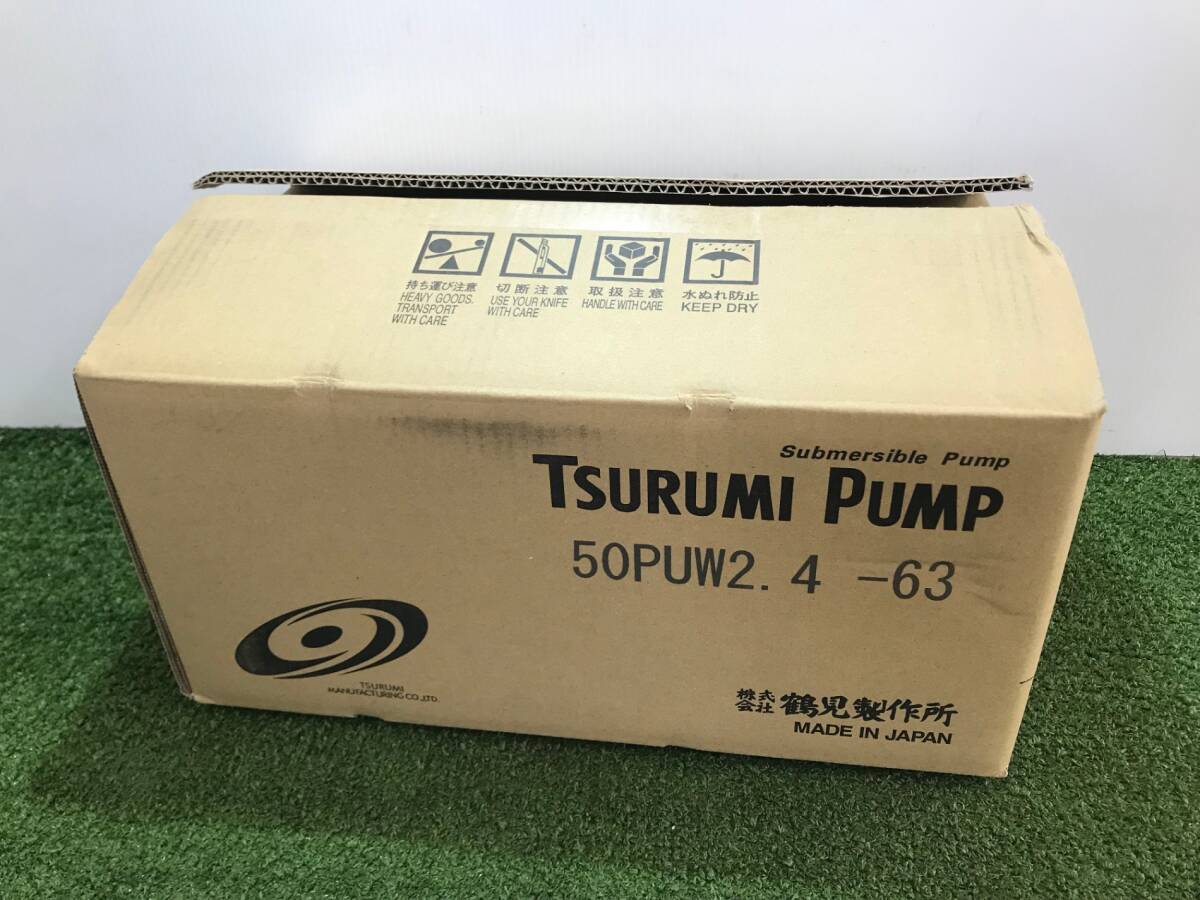 持ち運び注意
HEAVY GOODS.
TRANSPORT
WITH CARE
切断注意
USE YOUR KNIFE
WITH CARE
取扱注意
HANDLE WITH CARE
水ぬれ防止
KEEP DRY
Submersible Pump
TSURUMI PUMP
50PUW2.4 -63
TSURUMI
MANUFACTURING CO.,LTD.
株式会社 鶴見製作所
MADE IN JAPAN